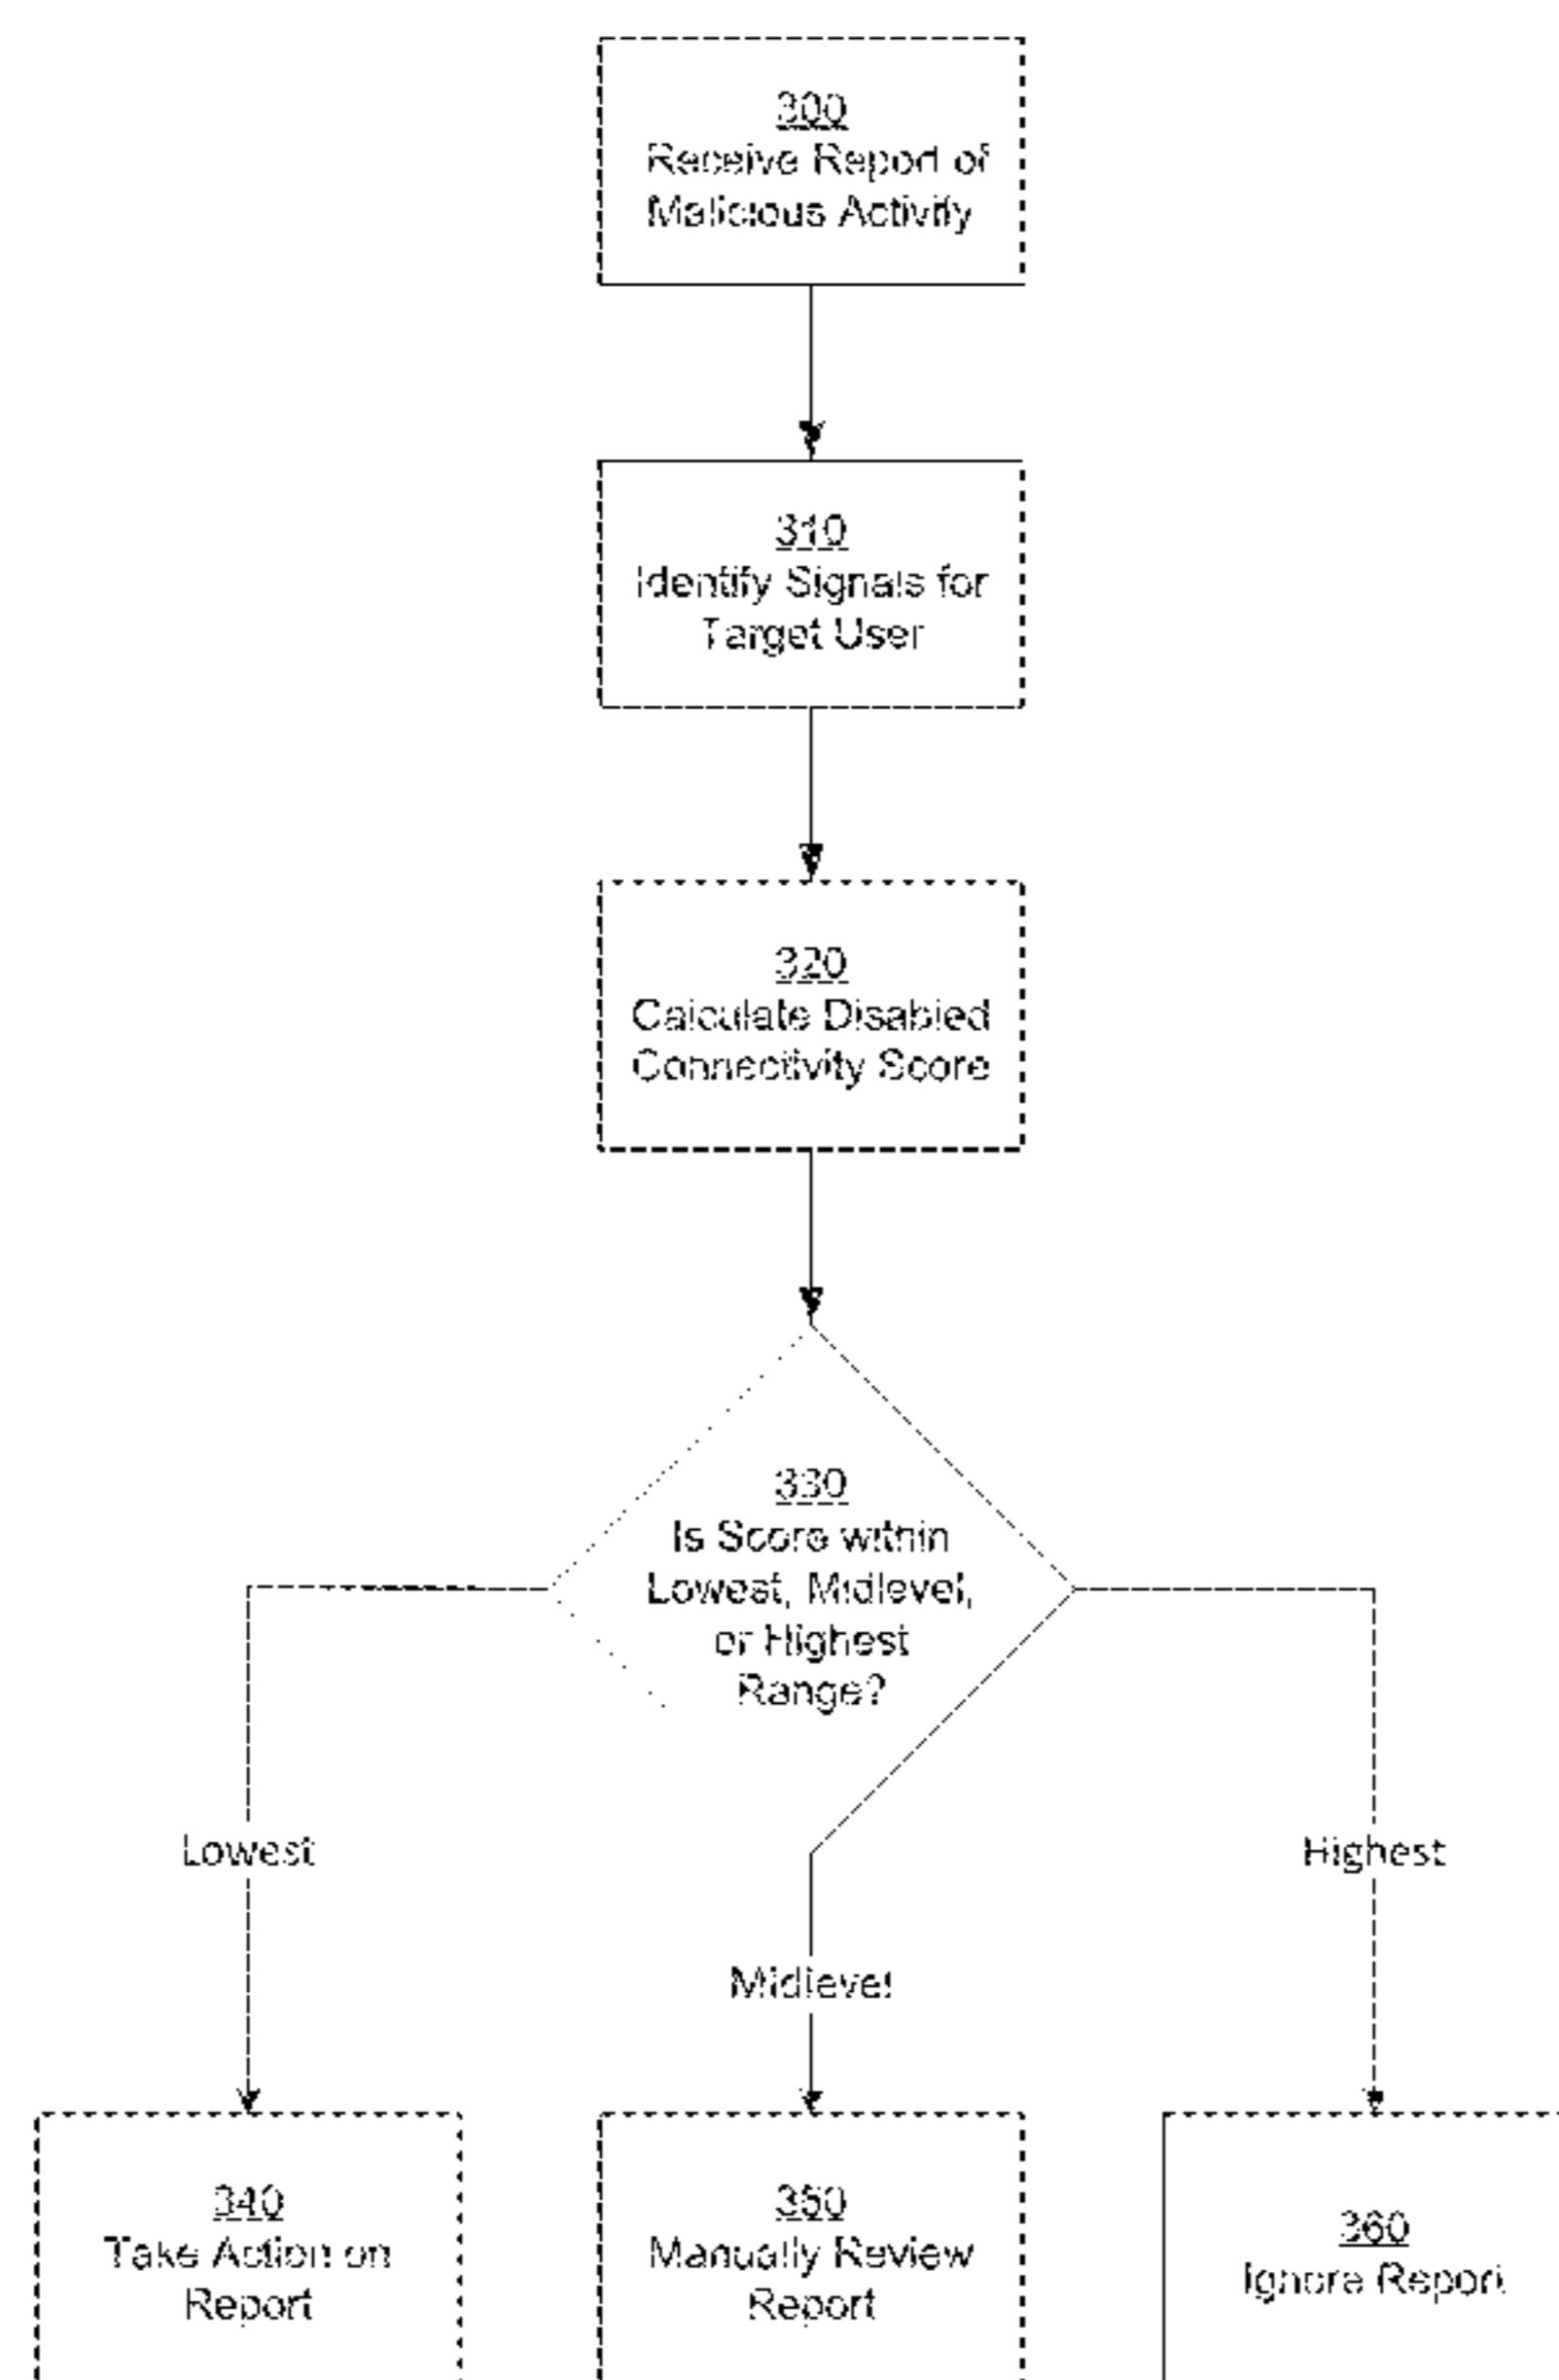 300
Receive Report of
Malicious Activity
310
Identify Signals for
Target User
320
Calculate Disabled
Connectivity Score
330
Is Score within
Lowest, Midlevel,
or Highest
Range?
Lowest
Highest
Midlevel
340
Take Action on
Report
350
Manually Review
Report
360
Ignore Report